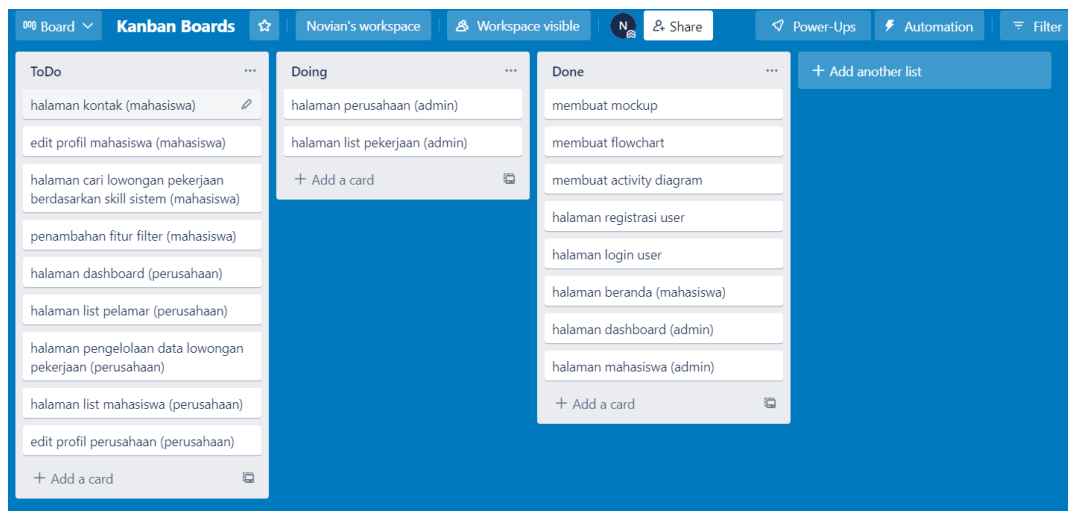 Board
Kanban Boards
Novian's workspace
Workspace visible
N
Share
Power-Ups
Automation
Filter
ToDo
halaman kontak (mahasiswa)
edit profil mahasiswa (mahasiswa)
halaman cari lowongan pekerjaan
berdasarkan skill sistem (mahasiswa)
penambahan fitur filter (mahasiswa)
halaman dashboard (perusahaan)
halaman list pelamar (perusahaan)
halaman pengelolaan data lowongan
pekerjaan (perusahaan)
halaman list mahasiswa (perusahaan)
edit profil perusahaan (perusahaan)
+ Add a card
Doing
halaman perusahaan (admin)
halaman list pekerjaan (admin)
+ Add a card
Done
membuat mockup
membuat flowchart
membuat activity diagram
halaman registrasi user
halaman login user
halaman beranda (mahasiswa)
halaman dashboard (admin)
halaman mahasiswa (admin)
+ Add a card
+ Add another list